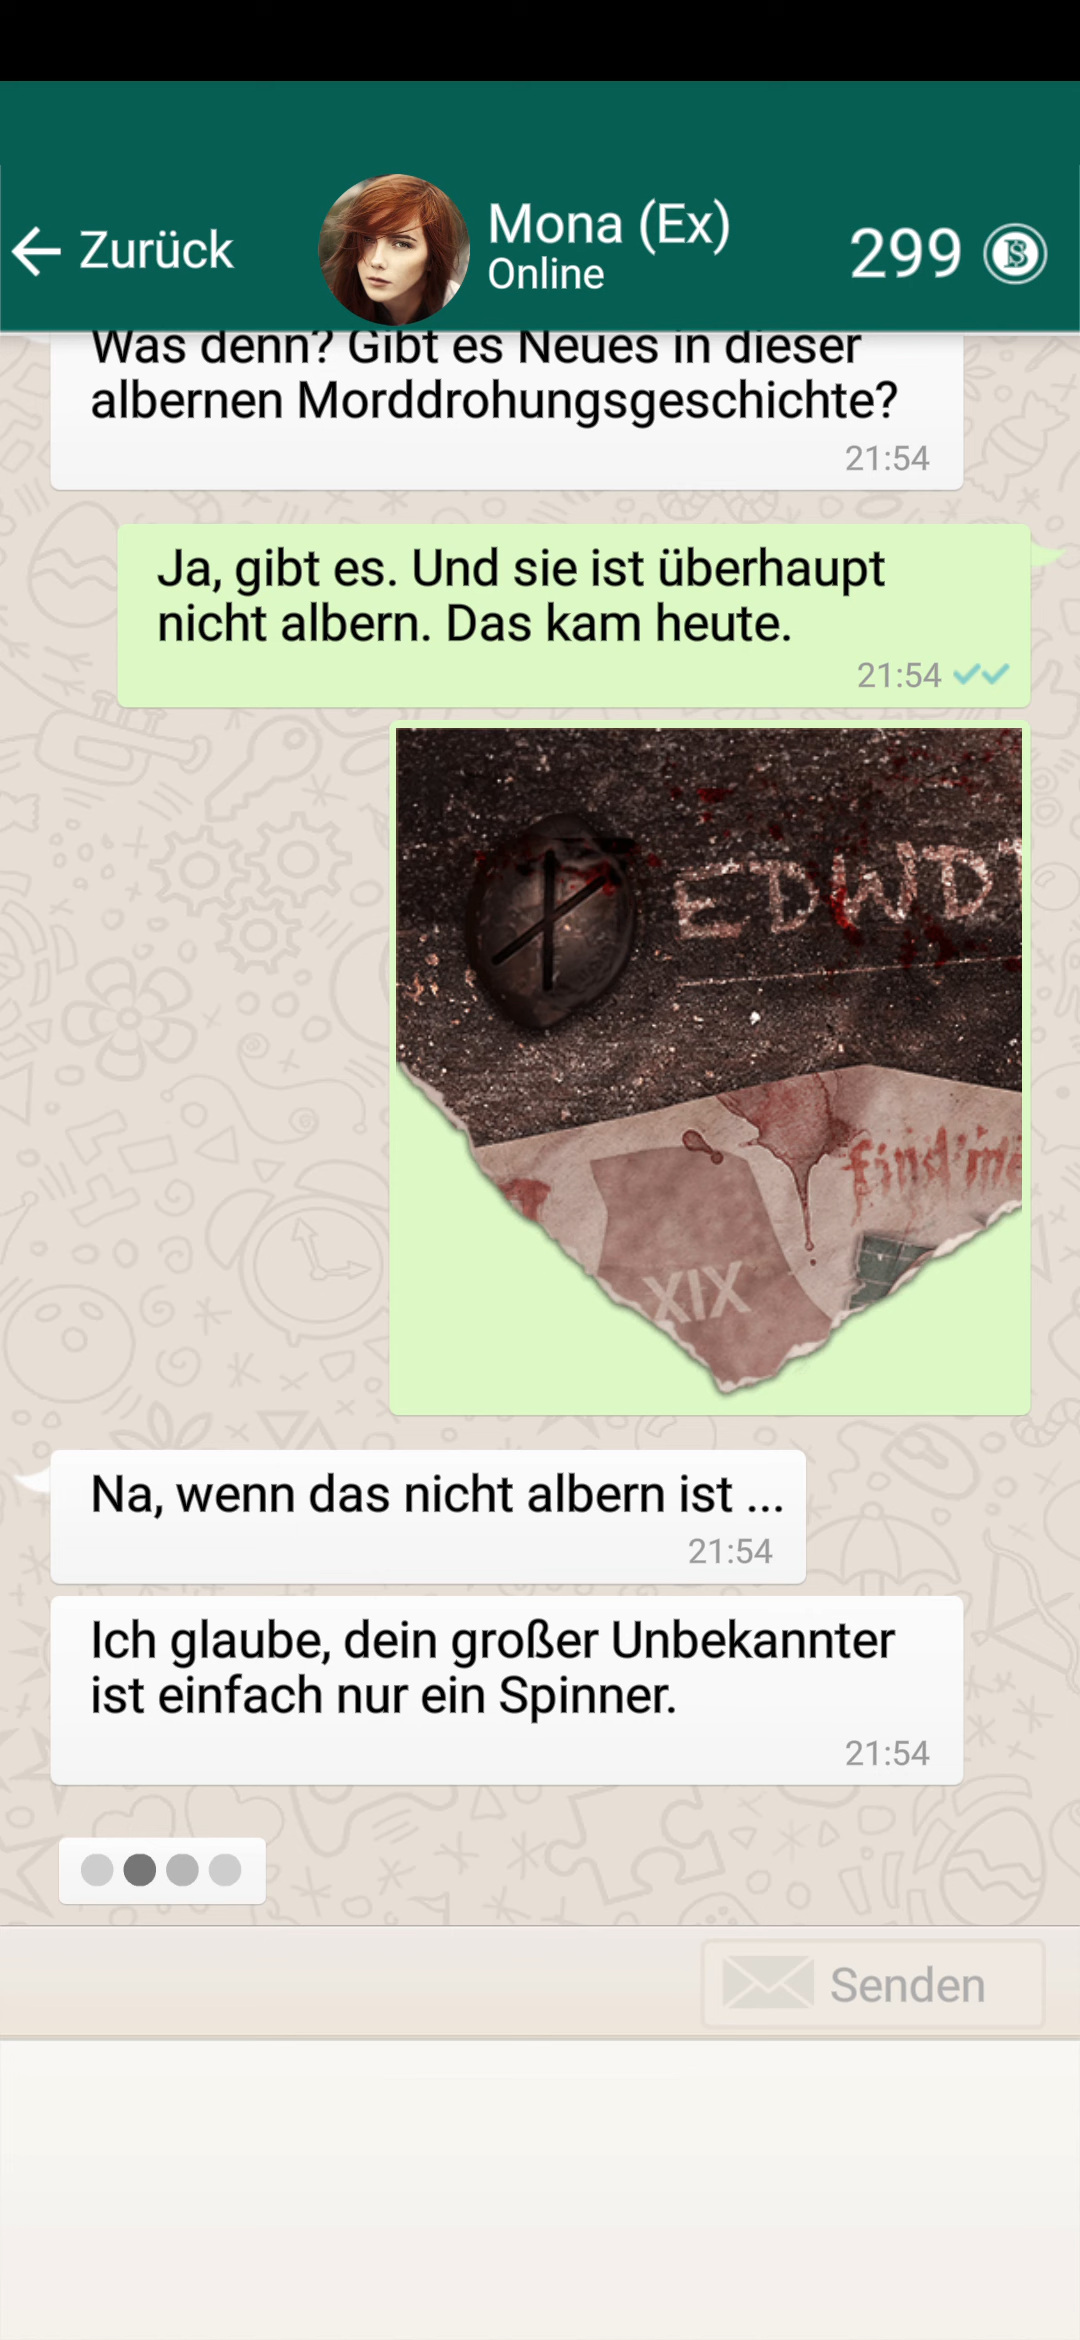 ← Zurück
Mona (Ex)
Online
299
Was denn? Gibt es Neues in dieser
albernen Morddrohungsgeschichte?
21:54
Ja, gibt es. Und sie ist überhaupt
nicht albern. Das kam heute.
21:54
EDWD
find me
XIX
Na, wenn das nicht albern ist ...
21:54
Ich glaube, dein großer Unbekannter
ist einfach nur ein Spinner.
21:54
Senden